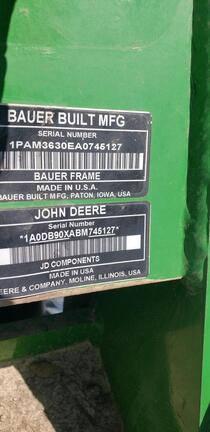 BAUER BUILT MFG
SERIAL NUMBER
1PAM3630EA0745127
BAUER FRAME
MADE IN U.S.A.
BAUER BUILT MFG, PATON, IOWA, USA
JOHN DEERE
Serial Number
*1A0DB90XABM745127*
JD COMPONENTS
MADE IN USA
DEERE & COMPANY, MOLINE, ILLINOIS, USA